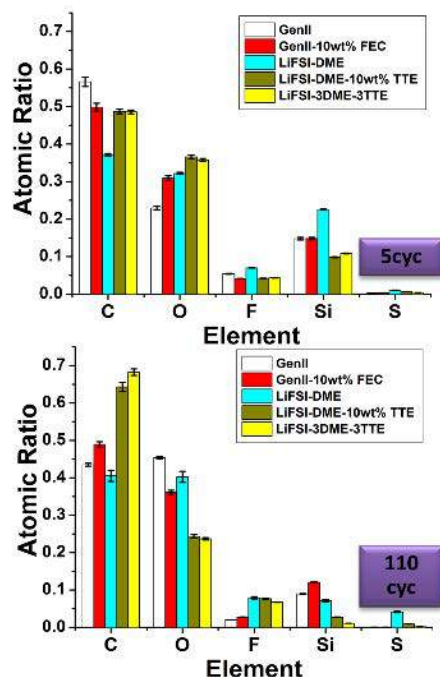 GenII
GenII-10wt% FEC
LiFSI-DME
LiFSI-DME-10wt% TTE
LiFSI-3DME-3TTE
0.7
0.6
0.5
0.4
0.3
0.2
0.1
0.0
Atomic Ratio
5cyc
C O F Si S
Element
GenII
GenII-10wt% FEC
LiFSI-DME
LiFSI-DME-10wt% TTE
LiFSI-3DME-3TTE
0.7
0.6
0.5
0.4
0.3
0.2
0.1
0.0
Atomic Ratio
110
cyc
C O F Si S
Element